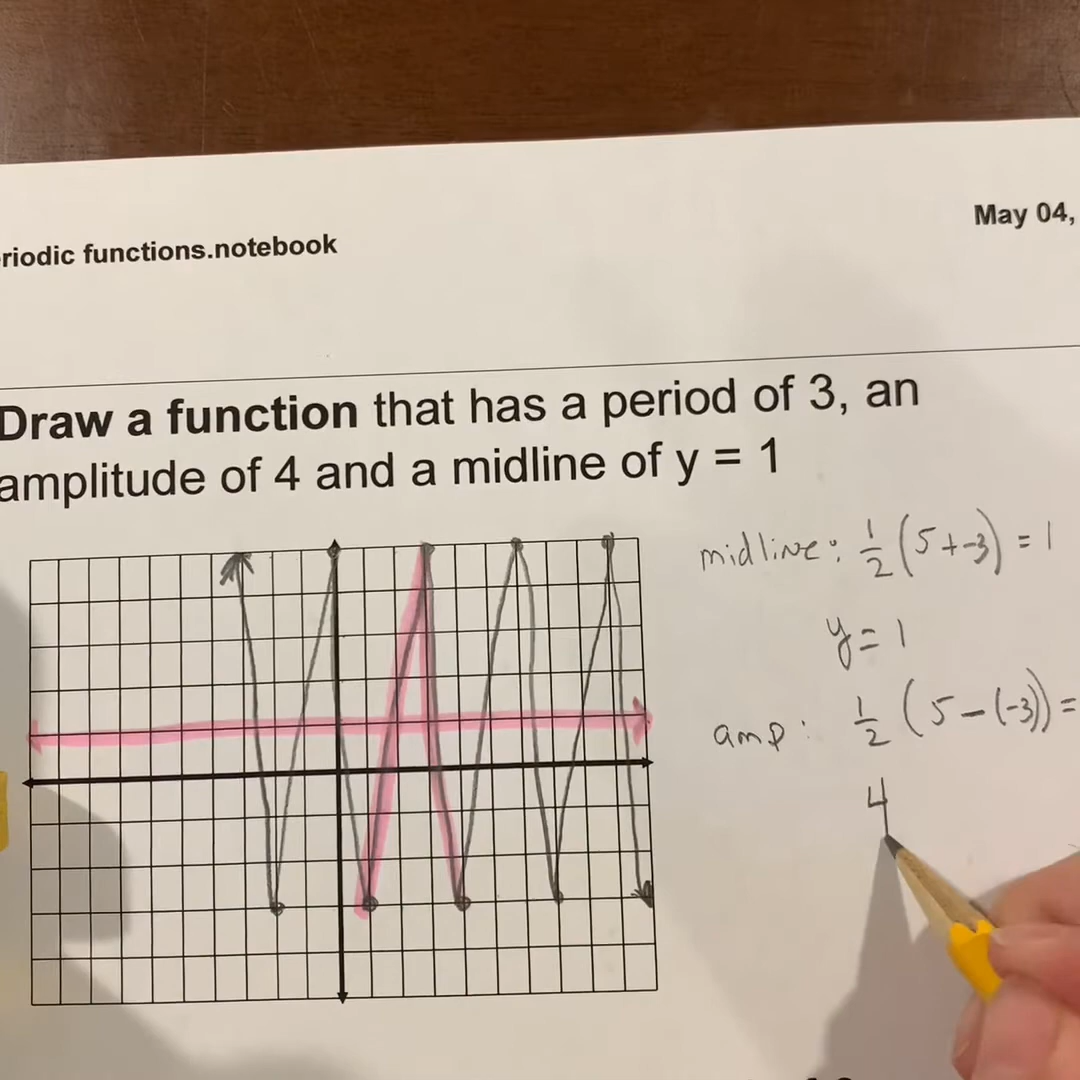 riodic functions.notebook
May 04,
Draw a function that has a period of 3, an
amplitude of 4 and a midline of y = 1
midline: 1/2 (5+-3) = 1
y = 1
amp: 1/2 (5-(-3)) =
4